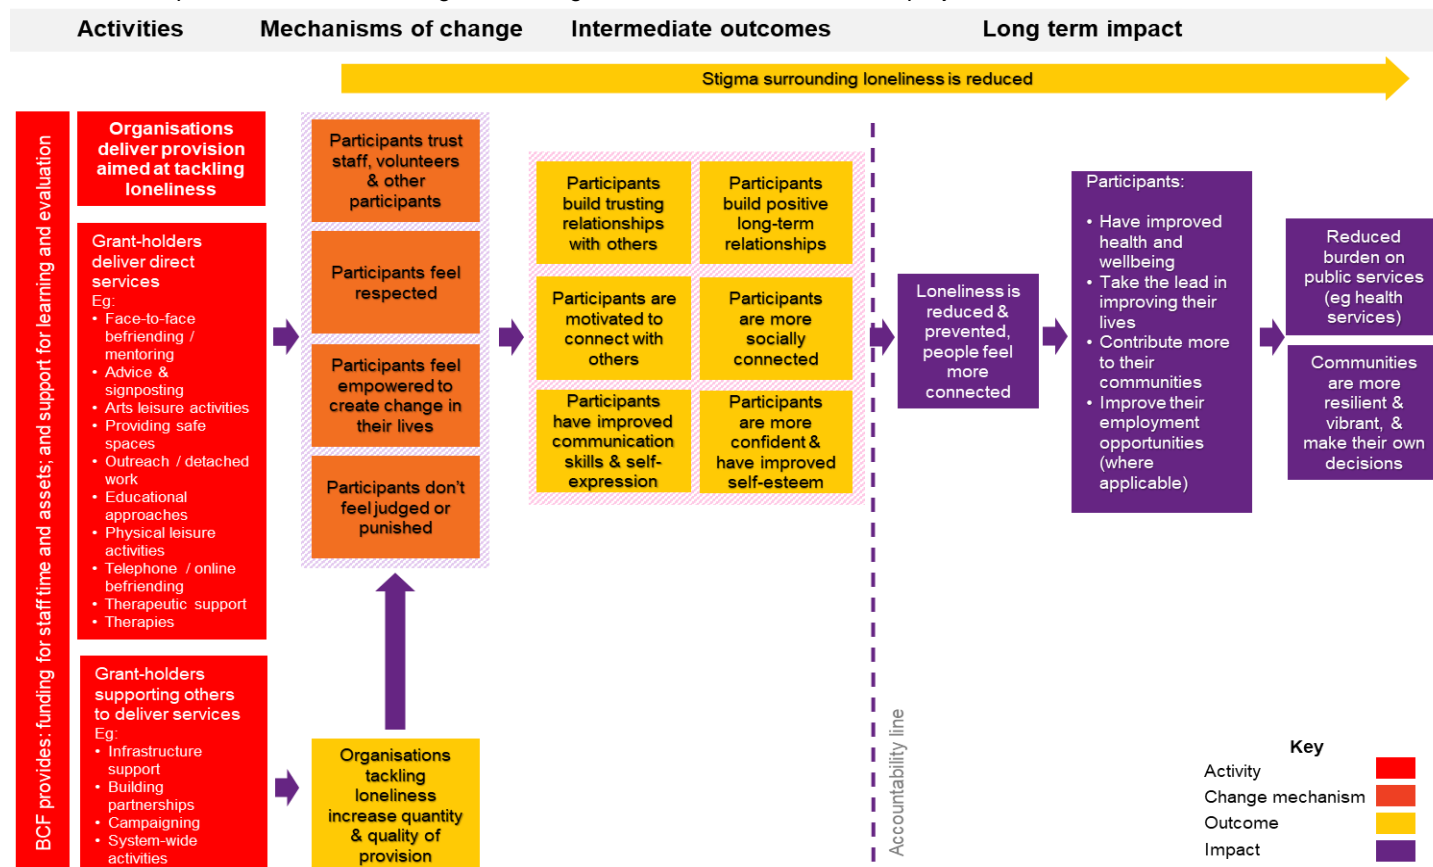 Activities
Mechanisms of change
Intermediate outcomes
Long term impact
Stigma surrounding loneliness is reduced
BCF provides: funding for staff time and assets; and support for learning and evaluation
Organisations
deliver provision
aimed at tackling
loneliness
Grant-holders
deliver direct
services
Eg:
• Face-to-face
befriending /
mentoring
• Advice &
signposting
• Arts leisure activities
• Providing safe
spaces
• Outreach / detached
work
• Educational
approaches
• Physical leisure
activities
• Telephone / online
befriending
• Therapeutic support
• Therapies
Grant-holders
supporting others
to deliver services
Eg:
• Infrastructure
support
• Building
partnerships
• Campaigning
• System-wide
activities
Participants trust
staff, volunteers
& other
participants
Participants feel
respected
Participants feel
empowered to
create change in
their lives
Participants don't
feel judged or
punished
Organisations
tackling
loneliness
increase quantity
& quality of
provision
Participants
build trusting
relationships
with others
Participants
build positive
long-term
relationships
Participants are
motivated to
connect with
others
Participants
are more
socially
connected
Participants
have improved
communication
skills & self-
expression
Participants
are more
confident &
have improved
self-esteem
Accountability line
Loneliness is
reduced &
prevented,
people feel
more
connected
Participants:
• Have improved
health and
wellbeing
• Take the lead in
improving their
lives
• Contribute more
to their
communities
• Improve their
employment
opportunities
(where
applicable)
Reduced
burden on
public services
(eg health
services)
Communities
are more
resilient &
vibrant, &
make their own
decisions
Key
Activity
Change mechanism
Outcome
Impact